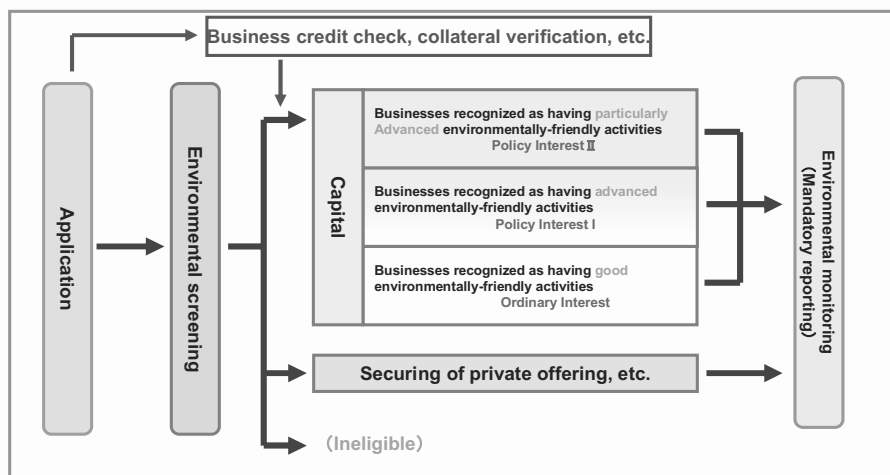 Business credit check, collateral verification, etc.
Application
Environmental screening
Capital
Businesses recognized as having particularly
Advanced environmentally-friendly activities
Policy Interest Ⅱ
Businesses recognized as having advanced
environmentally-friendly activities
Policy Interest I
Businesses recognized as having good
environmentally-friendly activities
Ordinary Interest
Securing of private offering, etc.
(Ineligible)
Environmental monitoring
(Mandatory reporting)